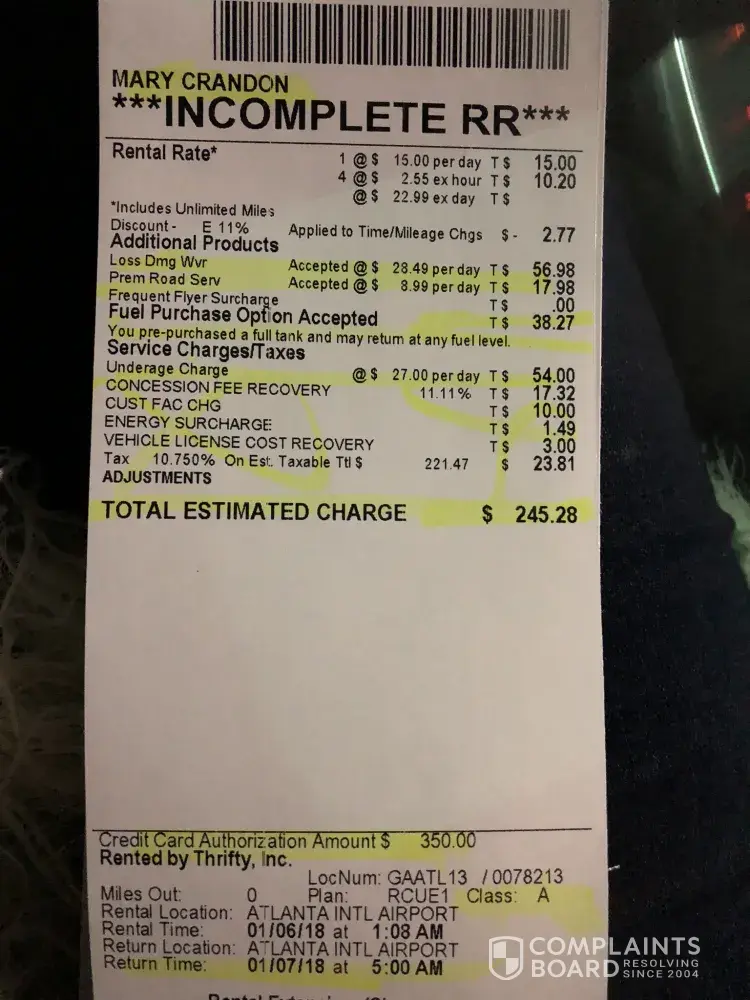 MARY CRANDON
***INCOMPLETE RR***
Rental Rate*
1 @ $ 15.00 per day T $ 15.00
4 @ $ 2.55 ex hour T $ 10.20
@ $ 22.99 ex day T $
*Includes Unlimited Miles
Discount - E 11% Applied to Time/Mileage Chgs $ - 2.77
Additional Products
Loss Dmg Wvr Accepted @ $ 28.49 per day T $ 56.98
Prem Road Serv Accepted @ $ 8.99 per day T $ 17.98
Frequent Flyer Surcharge T $ .00
Fuel Purchase Option Accepted T $ 38.27
You pre-purchased a full tank and may return at any fuel level.
Service Charges/Taxes
Underage Charge @ $ 27.00 per day T $ 54.00
CONCESSION FEE RECOVERY 11.11% T $ 17.32
CUST FAC CHG T $ 10.00
ENERGY SURCHARGE T $ 1.49
VEHICLE LICENSE COST RECOVERY T $ 3.00
Tax 10.750% On Est. Taxable Ttl $ 221.47 $ 23.81
ADJUSTMENTS
TOTAL ESTIMATED CHARGE $ 245.28
Credit Card Authorization Amount $ 350.00
Rented by Thrifty, Inc.
LocNum: GAATL13 / 0078213
Miles Out: 0 Plan: RCUE1 Class: A
Rental Location: ATLANTA INTL AIRPORT
Rental Time: 01/06/18 at 1:08 AM
Return Location: ATLANTA INTL AIRPORT
Return Time: 01/07/18 at 5:00 AM
COMPLAINTS
BOARD RESOLVING SINCE 2004